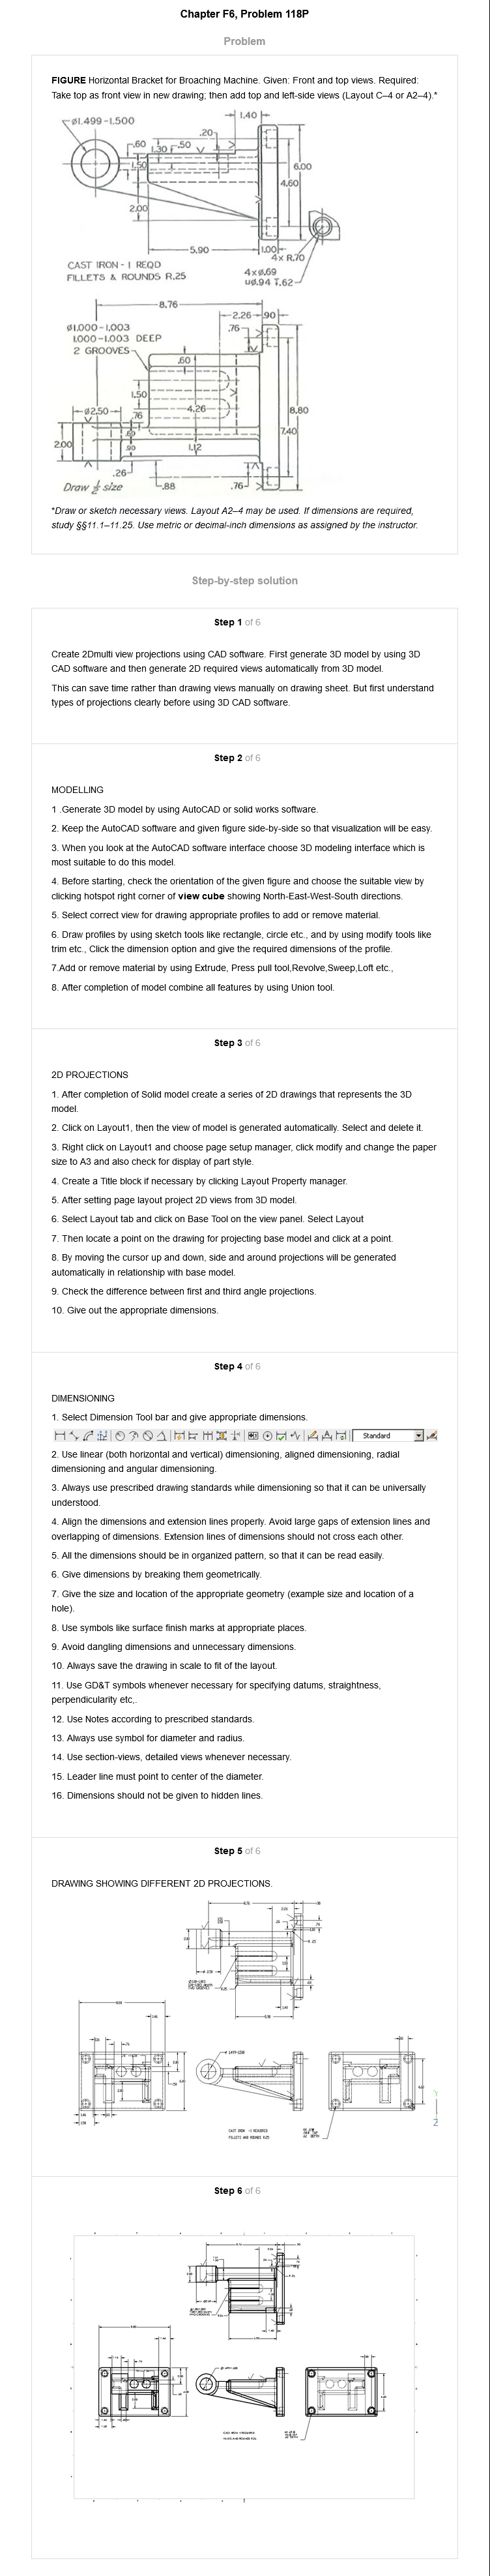 Chapter F6, Problem 118P
Problem
FIGURE Horizontal Bracket for Broaching Machine. Given: Front and top views. Required:
Take top as front view in new drawing; then add top and left-side views (Layout C–4 or A2–4).*
ø1.499-1.500
1.40
.20
.60
1.30
.50
1.50
6.00
4.60
2.00
5.90
1.00
4x R.70
CAST IRON - 1 REQD
FILLETS & ROUNDS R.25
4xø.69
⌴ø.94 ↧.62
8.76
2.26
.90
ø1.000-1.003
1.000-1.003 DEEP
2 GROOVES
.76
.60
1.50
4.26
.76
ø2.50
8.80
7.40
2.00
.90
1.12
.26
.88
.76
Draw ½ size
*Draw or sketch necessary views. Layout A2–4 may be used. If dimensions are required,
study §§11.1–11.25. Use metric or decimal-inch dimensions as assigned by the instructor.
Step-by-step solution
Step 1 of 6
Create 2Dmulti view projections using CAD software. First generate 3D model by using 3D
CAD software and then generate 2D required views automatically from 3D model.
This can save time rather than drawing views manually on drawing sheet. But first understand
types of projections clearly before using 3D CAD software.
Step 2 of 6
MODELLING
1 .Generate 3D model by using AutoCAD or solid works software.
2. Keep the AutoCAD software and given figure side-by-side so that visualization will be easy.
3. When you look at the AutoCAD software interface choose 3D modeling interface which is
most suitable to do this model.
4. Before starting, check the orientation of the given figure and choose the suitable view by
clicking hotspot right corner of view cube showing North-East-West-South directions.
5. Select correct view for drawing appropriate profiles to add or remove material.
6. Draw profiles by using sketch tools like rectangle, circle etc., and by using modify tools like
trim etc., Click the dimension option and give the required dimensions of the profile.
7.Add or remove material by using Extrude, Press pull tool,Revolve,Sweep,Loft etc.,
8. After completion of model combine all features by using Union tool.
Step 3 of 6
2D PROJECTIONS
1. After completion of Solid model create a series of 2D drawings that represents the 3D
model.
2. Click on Layout1, then the view of model is generated automatically. Select and delete it.
3. Right click on Layout1 and choose page setup manager, click modify and change the paper
size to A3 and also check for display of part style.
4. Create a Title block if necessary by clicking Layout Property manager.
5. After setting page layout project 2D views from 3D model.
6. Select Layout tab and click on Base Tool on the view panel. Select Layout
7. Then locate a point on the drawing for projecting base model and click at a point.
8. By moving the cursor up and down, side and around projections will be generated
automatically in relationship with base model.
9. Check the difference between first and third angle projections.
10. Give out the appropriate dimensions.
Step 4 of 6
DIMENSIONING
1. Select Dimension Tool bar and give appropriate dimensions.
Standard
2. Use linear (both horizontal and vertical) dimensioning, aligned dimensioning, radial
dimensioning and angular dimensioning.
3. Always use prescribed drawing standards while dimensioning so that it can be universally
understood.
4. Align the dimensions and extension lines properly. Avoid large gaps of extension lines and
overlapping of dimensions. Extension lines of dimensions should not cross each other.
5. All the dimensions should be in organized pattern, so that it can be read easily.
6. Give dimensions by breaking them geometrically.
7. Give the size and location of the appropriate geometry (example size and location of a
hole).
8. Use symbols like surface finish marks at appropriate places.
9. Avoid dangling dimensions and unnecessary dimensions.
10. Always save the drawing in scale to fit of the layout.
11. Use GD&T symbols whenever necessary for specifying datums, straightness,
perpendicularity etc,.
12. Use Notes according to prescribed standards.
13. Always use symbol for diameter and radius.
14. Use section-views, detailed views whenever necessary.
15. Leader line must point to center of the diameter.
16. Dimensions should not be given to hidden lines.
Step 5 of 6
DRAWING SHOWING DIFFERENT 2D PROJECTIONS.
CAST IRON -1 REQUIRED
FILLETS AND ROUNDS R.25
Z
Step 6 of 6